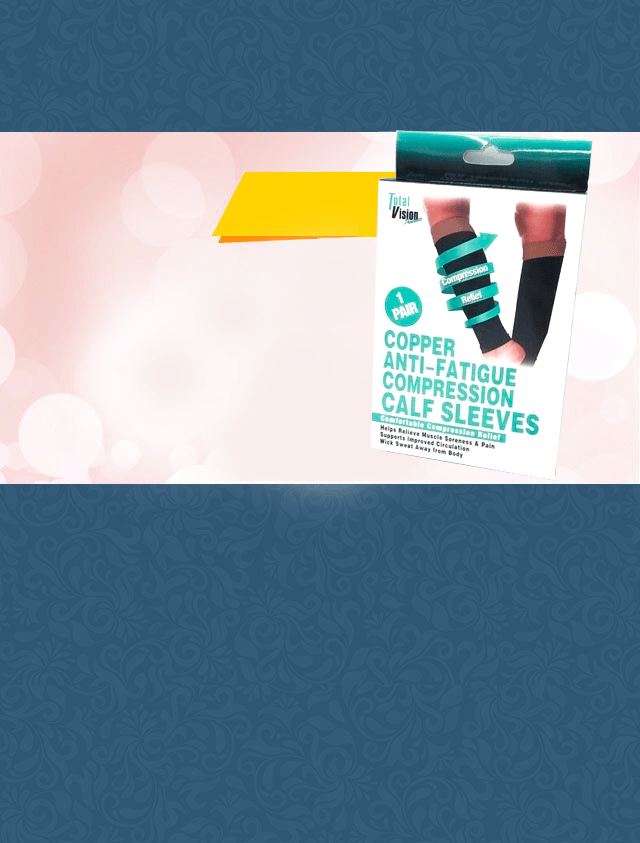 Total
Vision
Compression
Relief
1
PAIR
COPPER
ANTI-FATIGUE
COMPRESSION
CALF SLEEVES
Comfortable Compression Relief
Helps Relieve Muscle Soreness & Pain
Supports Improved Circulation
Wick Sweat Away from Body